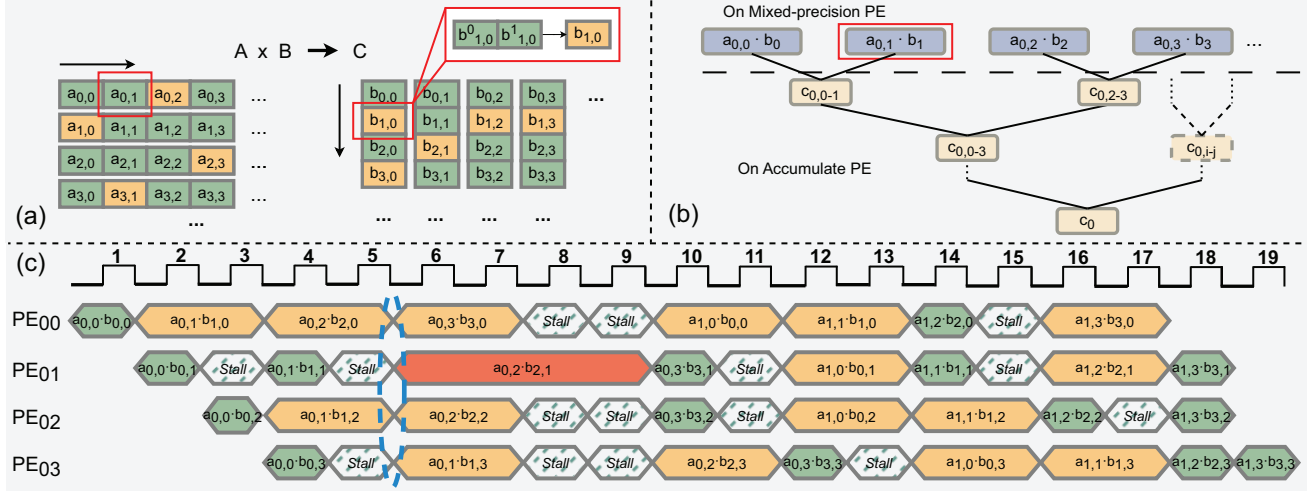 A x B → C
b⁰1,0 b¹1,0 b1,0
a0,0 a0,1 a0,2 a0,3 ...
a1,0 a1,1 a1,2 a1,3 ...
a2,0 a2,1 a2,2 a2,3 ...
a3,0 a3,1 a3,2 a3,3 ...
...
b0,0 b0,1 b0,2 b0,3 ...
b1,0 b1,1 b1,2 b1,3
b2,0 b2,1 b2,2 b2,3
b3,0 b3,1 b3,2 b3,3
... ... ... ...
(a)
On Mixed-precision PE
a0,0 · b0 a0,1 · b1 a0,2 · b2 a0,3 · b3 ...
c0,0-1 c0,2-3
c0,0-3 c0,i-j
On Accumulate PE
c0
(b)
(c)
1 2 3 4 5 6 7 8 9 10 11 12 13 14 15 16 17 18 19
PE00 a0,0·b0,0 a0,1·b1,0 a0,2·b2,0 a0,3·b3,0 Stall Stall a1,0·b0,0 a1,1·b1,0 a1,2·b2,0 Stall a1,3·b3,0
PE01 a0,0·b0,1 Stall a0,1·b1,1 Stall a0,2·b2,1 a0,3·b3,1 Stall a1,0·b0,1 a1,1·b1,1 Stall a1,2·b2,1 a1,3·b3,1
PE02 a0,0·b0,2 a0,1·b1,2 a0,2·b2,2 Stall Stall a0,3·b3,2 Stall a1,0·b0,2 a1,1·b1,2 a1,2·b2,2 Stall a1,3·b3,2
PE03 a0,0·b0,3 Stall a0,1·b1,3 Stall Stall a0,2·b2,3 a0,3·b3,3 Stall a1,0·b0,3 a1,1·b1,3 a1,2·b2,3 a1,3·b3,3